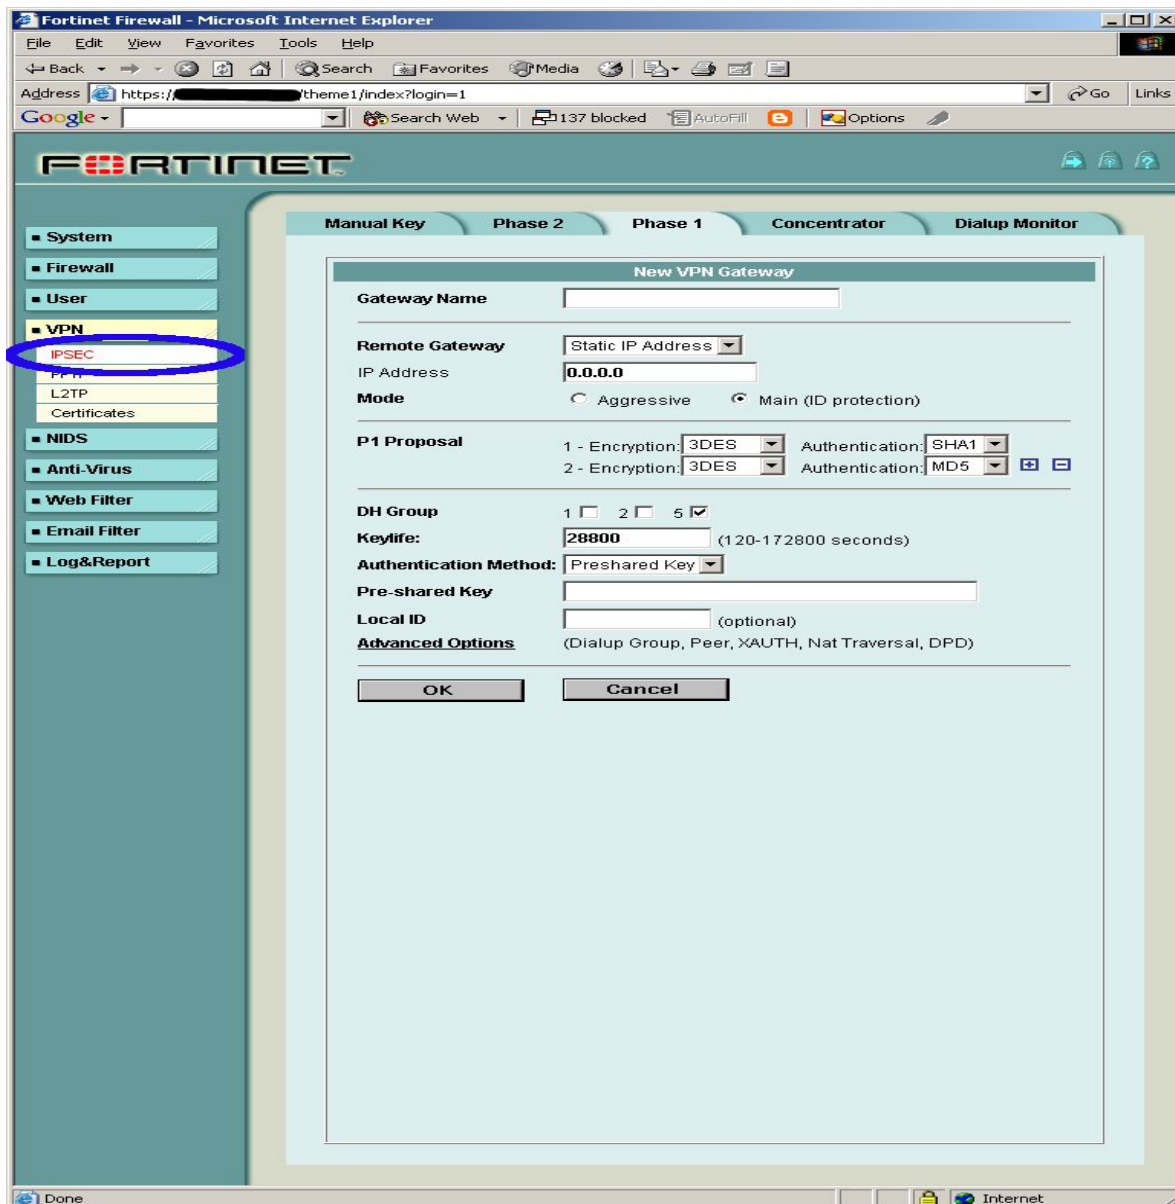 Fortinet Firewall - Microsoft Internet Explorer
File Edit View Favorites Tools Help
Back Search Favorites Media
Address https:// /theme1/index?login=1 Go Links
Google Search Web 137 blocked AutoFill Options
FORTINET
Manual Key Phase 2 Phase 1 Concentrator Dialup Monitor
System
Firewall
User
VPN
IPSEC
L2TP
Certificates
NIDS
Anti-Virus
Web Filter
Email Filter
Log&Report
New VPN Gateway
Gateway Name
Remote Gateway Static IP Address
IP Address 0.0.0.0
Mode Aggressive Main (ID protection)
P1 Proposal 1 - Encryption: 3DES Authentication: SHA1
2 - Encryption: 3DES Authentication: MD5
DH Group 1 2 5
Keylife: 28800 (120-172800 seconds)
Authentication Method: Preshared Key
Pre-shared Key
Local ID (optional)
Advanced Options (Dialup Group, Peer, XAUTH, Nat Traversal, DPD)
OK Cancel
Done Internet